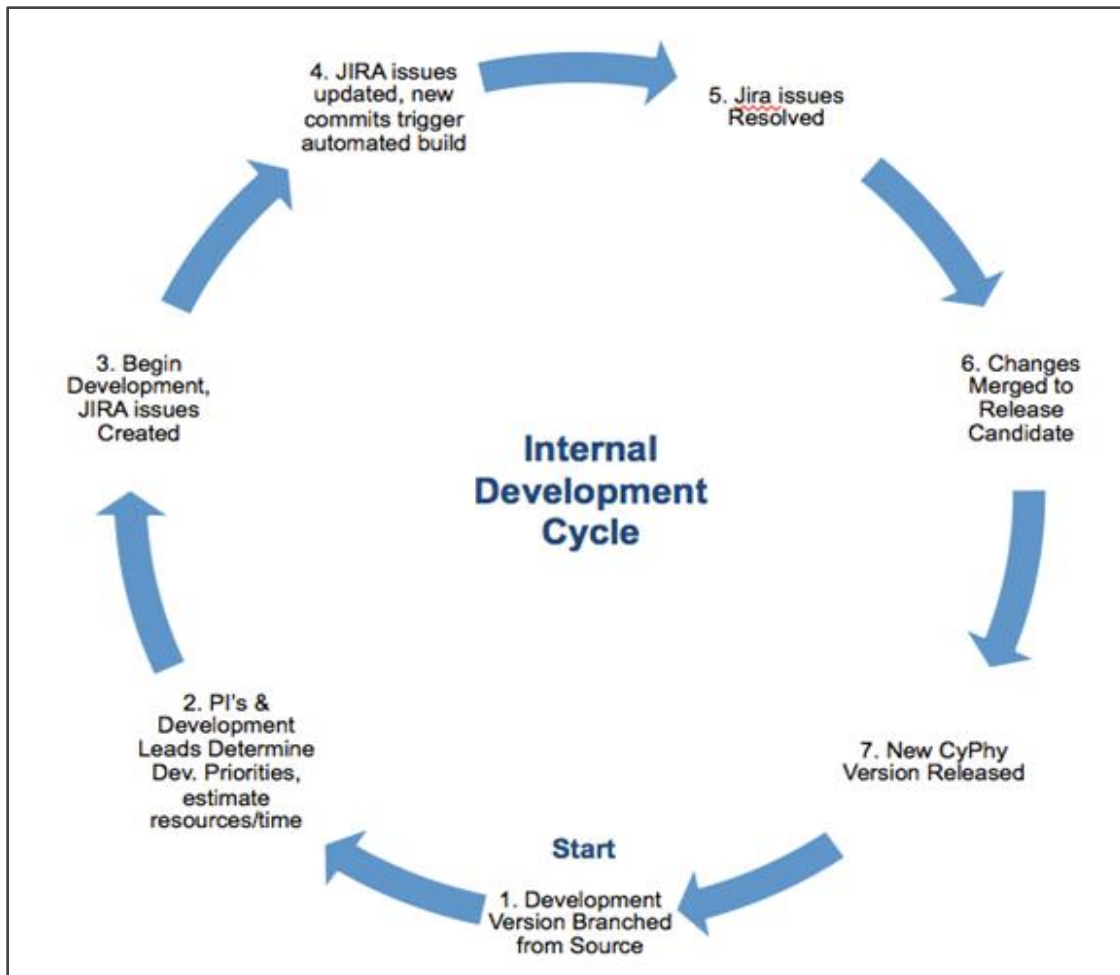 4. JIRA issues
updated, new
commits trigger
automated build
5. Jira issues
Resolved
3. Begin
Development,
JIRA issues
Created
6. Changes
Merged to
Release
Candidate
Internal
Development
Cycle
2. PI's &
Development
Leads Determine
Dev. Priorities,
estimate
resources/time
7. New CyPhy
Version Released
Start
1. Development
Version Branched
from Source